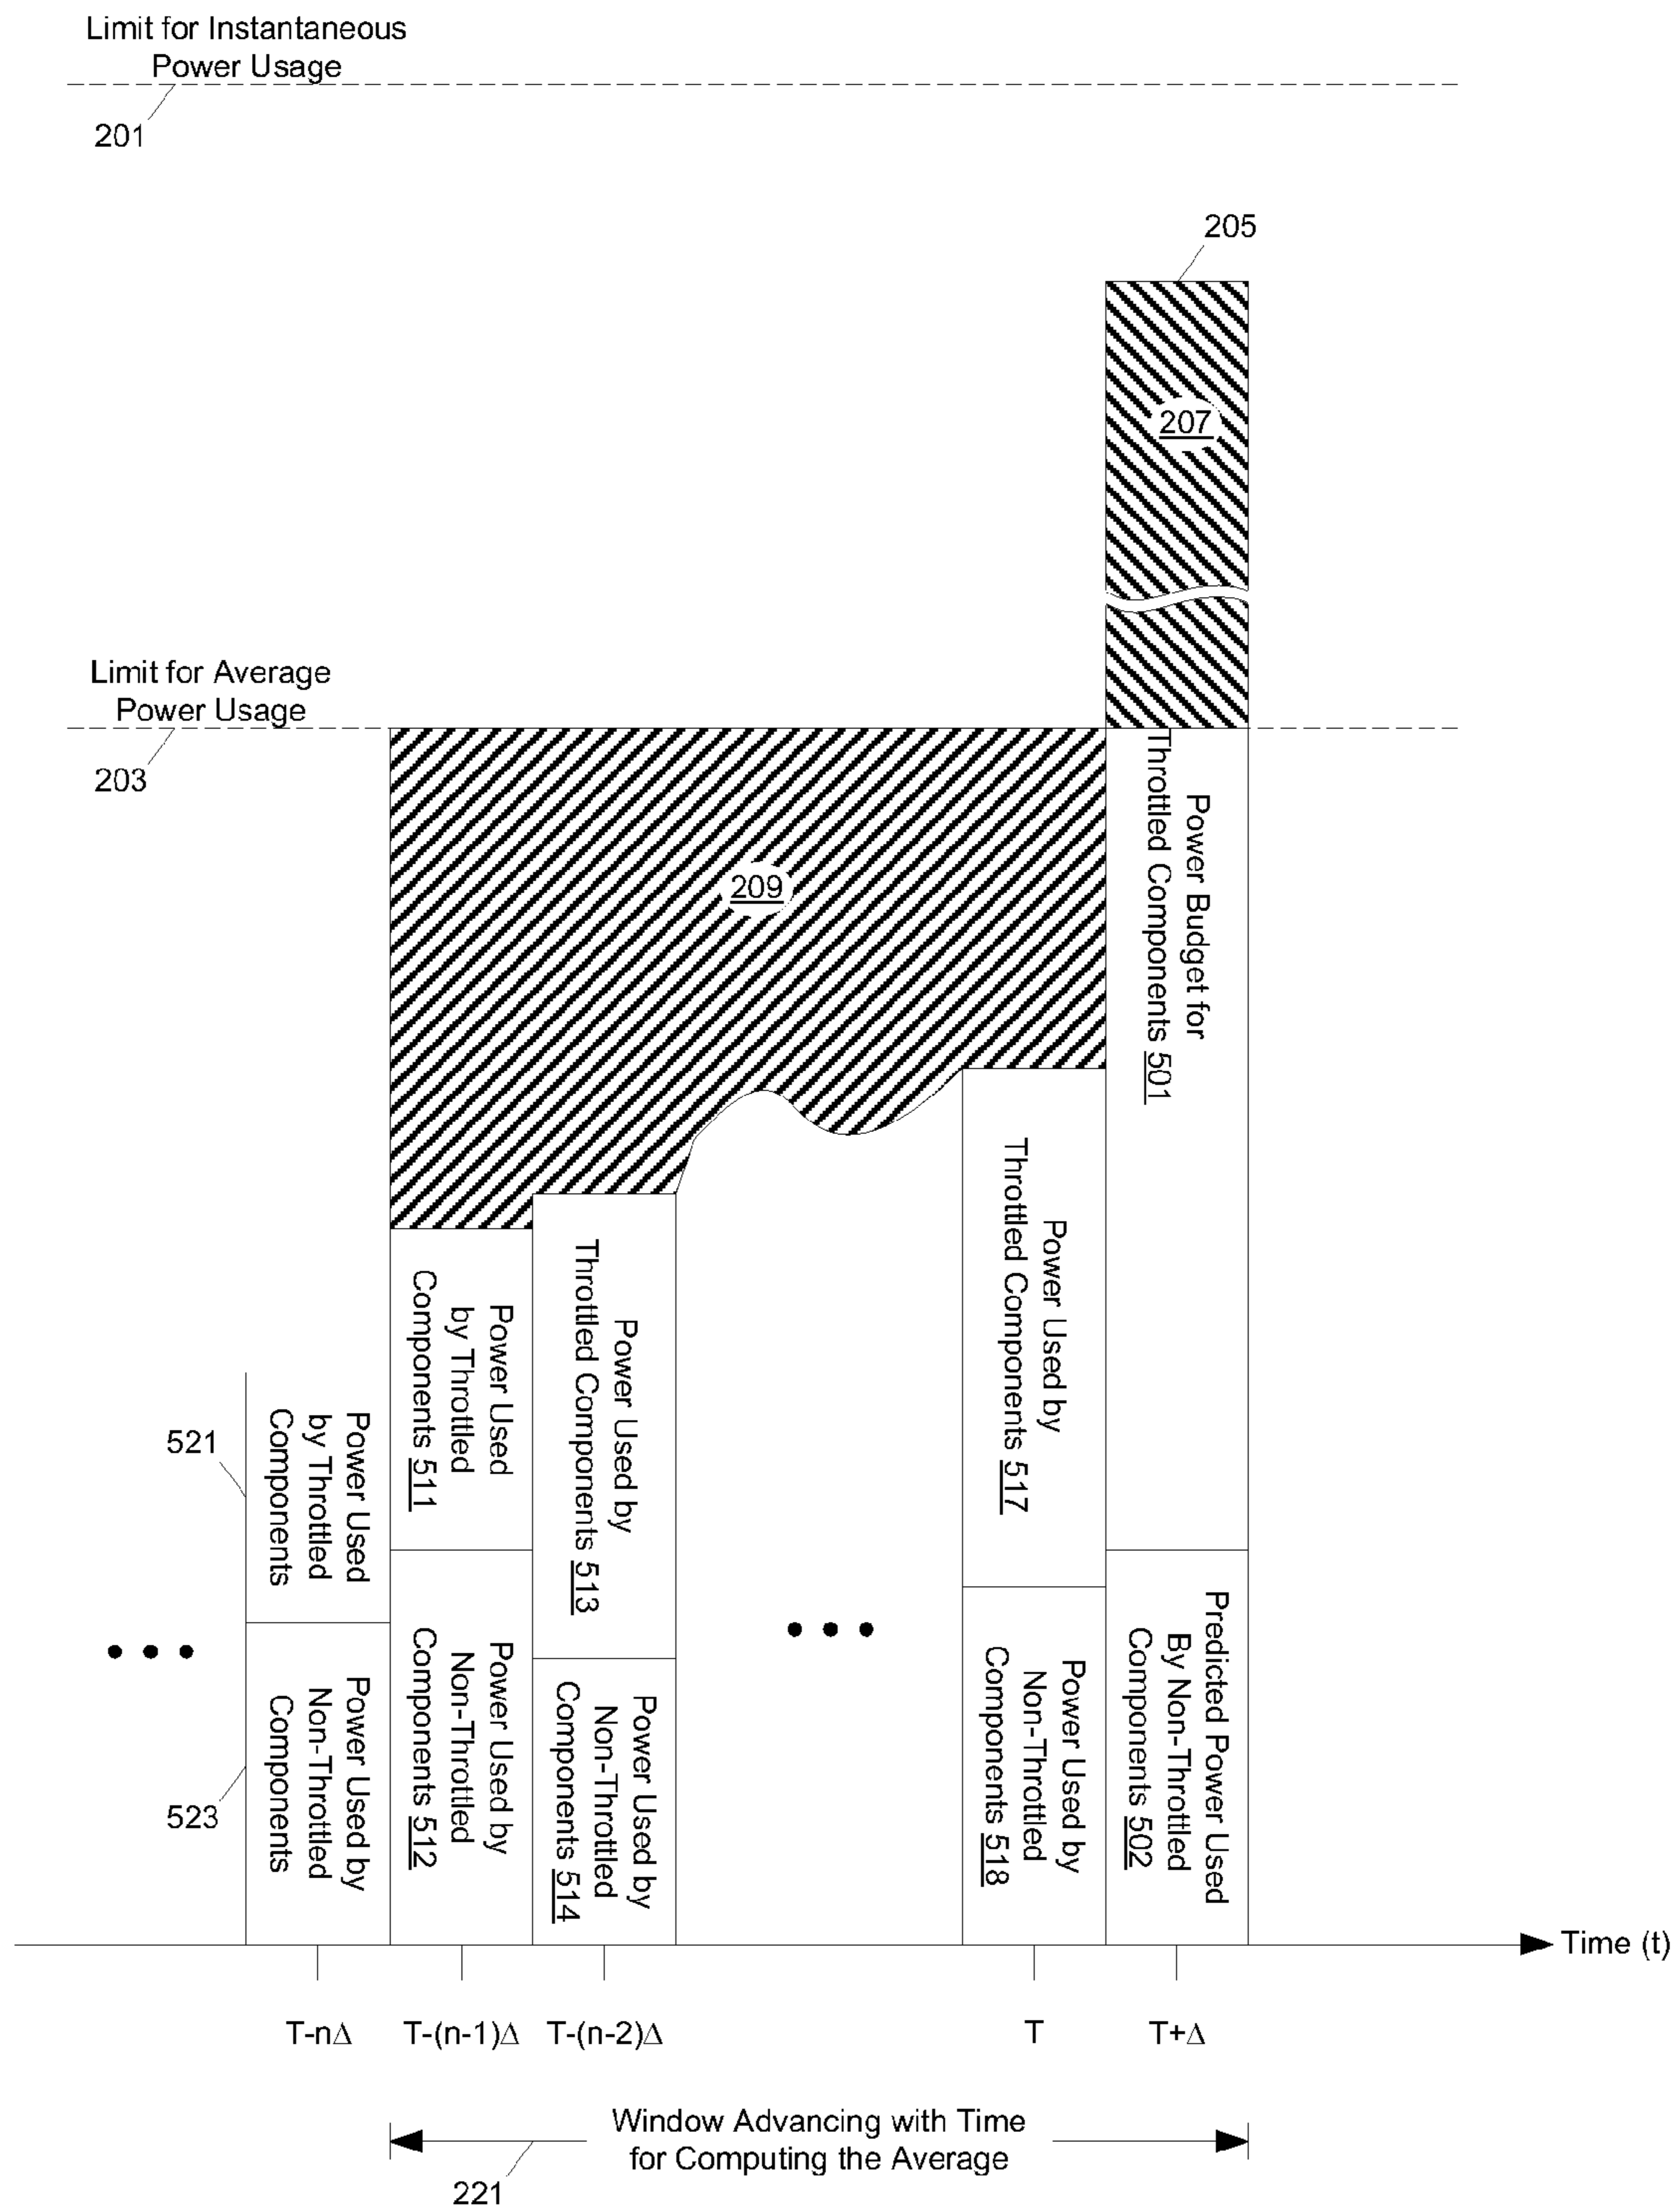 Limit for Instantaneous
Power Usage
201
205
207
Limit for Average
Power Usage
203
209
Power Budget for
Throttled Components 501
Power Used by
Throttled Components 517
Power Used by
Throttled Components 513
Power Used
by Throttled
Components 511
Power Used
by Throttled
Components
521
Power Used by
Non-Throttled
Components
523
Power Used by
Non-Throttled
Components 512
Power Used by
Non-Throttled
Components 514
Power Used by
Non-Throttled
Components 518
Predicted Power Used
By Non-Throttled
Components 502
Time (t)
T-nΔ
T-(n-1)Δ
T-(n-2)Δ
T
T+Δ
Window Advancing with Time
for Computing the Average
221